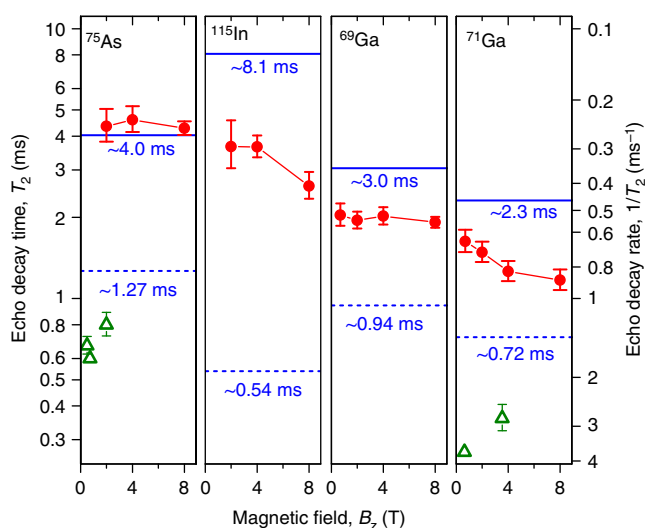 ⁷⁵As
¹¹⁵In
⁶⁹Ga
⁷¹Ga
10
8
6
5
4
3
2
1
0.8
0.6
0.5
0.4
0.3
Echo decay time, T₂ (ms)
~4.0 ms
~1.27 ms
~8.1 ms
~0.54 ms
~3.0 ms
~0.94 ms
~2.3 ms
~0.72 ms
0.1
0.2
0.3
0.4
0.5
0.6
0.8
1
2
3
4
Echo decay rate, 1/T₂ (ms⁻¹)
0 4 8 0 4 8 0 4 8 0 4 8
Magnetic field, B_z (T)